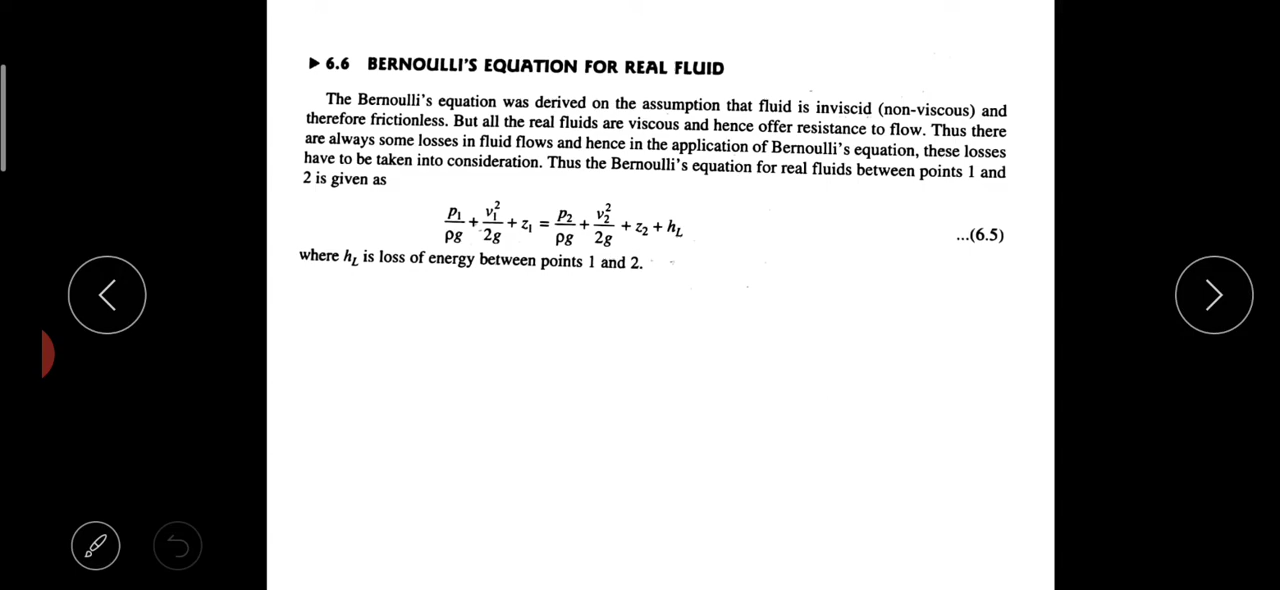 ▶ 6.6 BERNOULLI'S EQUATION FOR REAL FLUID
The Bernoulli's equation was derived on the assumption that fluid is inviscid (non-viscous) and
therefore frictionless. But all the real fluids are viscous and hence offer resistance to flow. Thus there
are always some losses in fluid flows and hence in the application of Bernoulli's equation, these losses
have to be taken into consideration. Thus the Bernoulli's equation for real fluids between points 1 and
2 is given as
p₁/ρg + v₁²/2g + z₁ = p₂/ρg + v₂²/2g + z₂ + h_L ...(6.5)
where h_L is loss of energy between points 1 and 2.